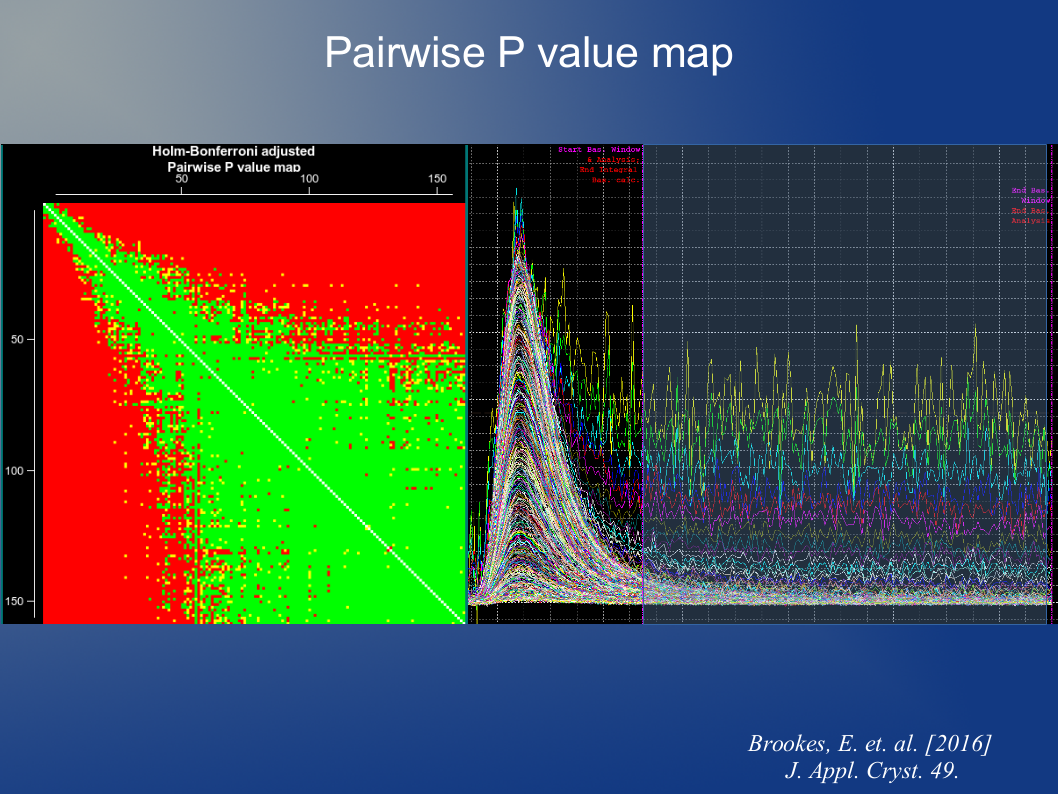 Pairwise P value map
Holm-Bonferroni adjusted
Pairwise P value map
50 100 150
50
100
150
Start Bas. Window
& Analysis.
End Integral
Bas. calc.
End Bas.
Window
End Bas.
Analysis
Brookes, E. et. al. [2016]
J. Appl. Cryst. 49.